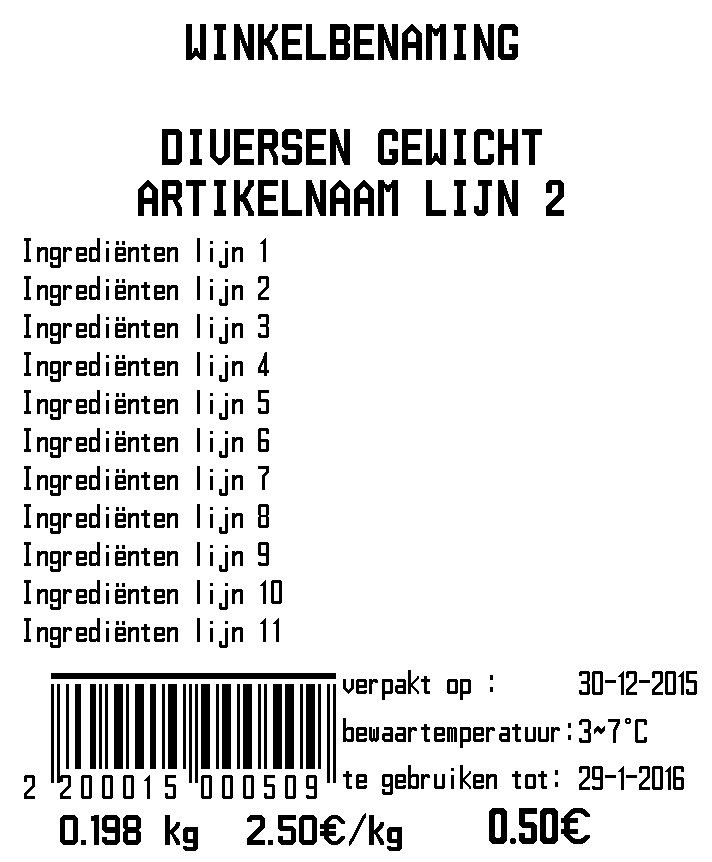 WINKELBENAMING
DIVERSEN GEWICHT
ARTIKELNAAM LIJN 2
Ingrediënten lijn 1
Ingrediënten lijn 2
Ingrediënten lijn 3
Ingrediënten lijn 4
Ingrediënten lijn 5
Ingrediënten lijn 6
Ingrediënten lijn 7
Ingrediënten lijn 8
Ingrediënten lijn 9
Ingrediënten lijn 10
Ingrediënten lijn 11
verpakt op : 30-12-2015
bewaartemperatuur:3~7°C
te gebruiken tot: 29-1-2016
2 200015 000509
0.198 kg 2.50€/kg 0.50€